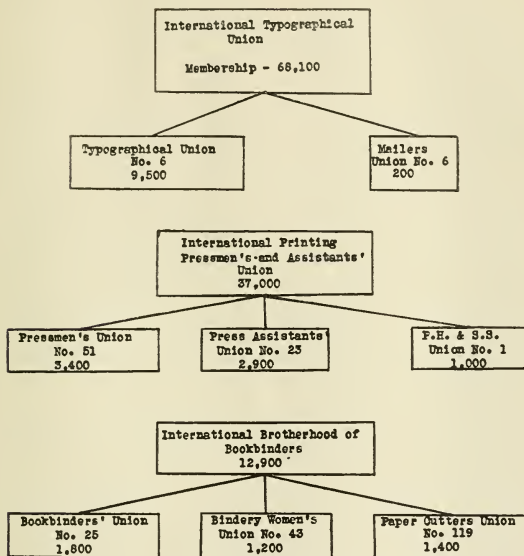 International Typographical
Union
Membership - 68,100
Typographical Union
No. 6
9,500
Mailers
Union No. 6
200
International Printing
Pressmen's and Assistants'
Union
37,000
Pressmen's Union
No. 51
3,400
Press Assistants'
Union No. 23
2,900
P.H. & S.S.
Union No. 1
1,000
International Brotherhood of
Bookbinders
12,900
Bookbinders' Union
No. 25
1,800
Bindery Women's
Union No. 43
1,200
Paper Cutters Union
No. 119
1,400